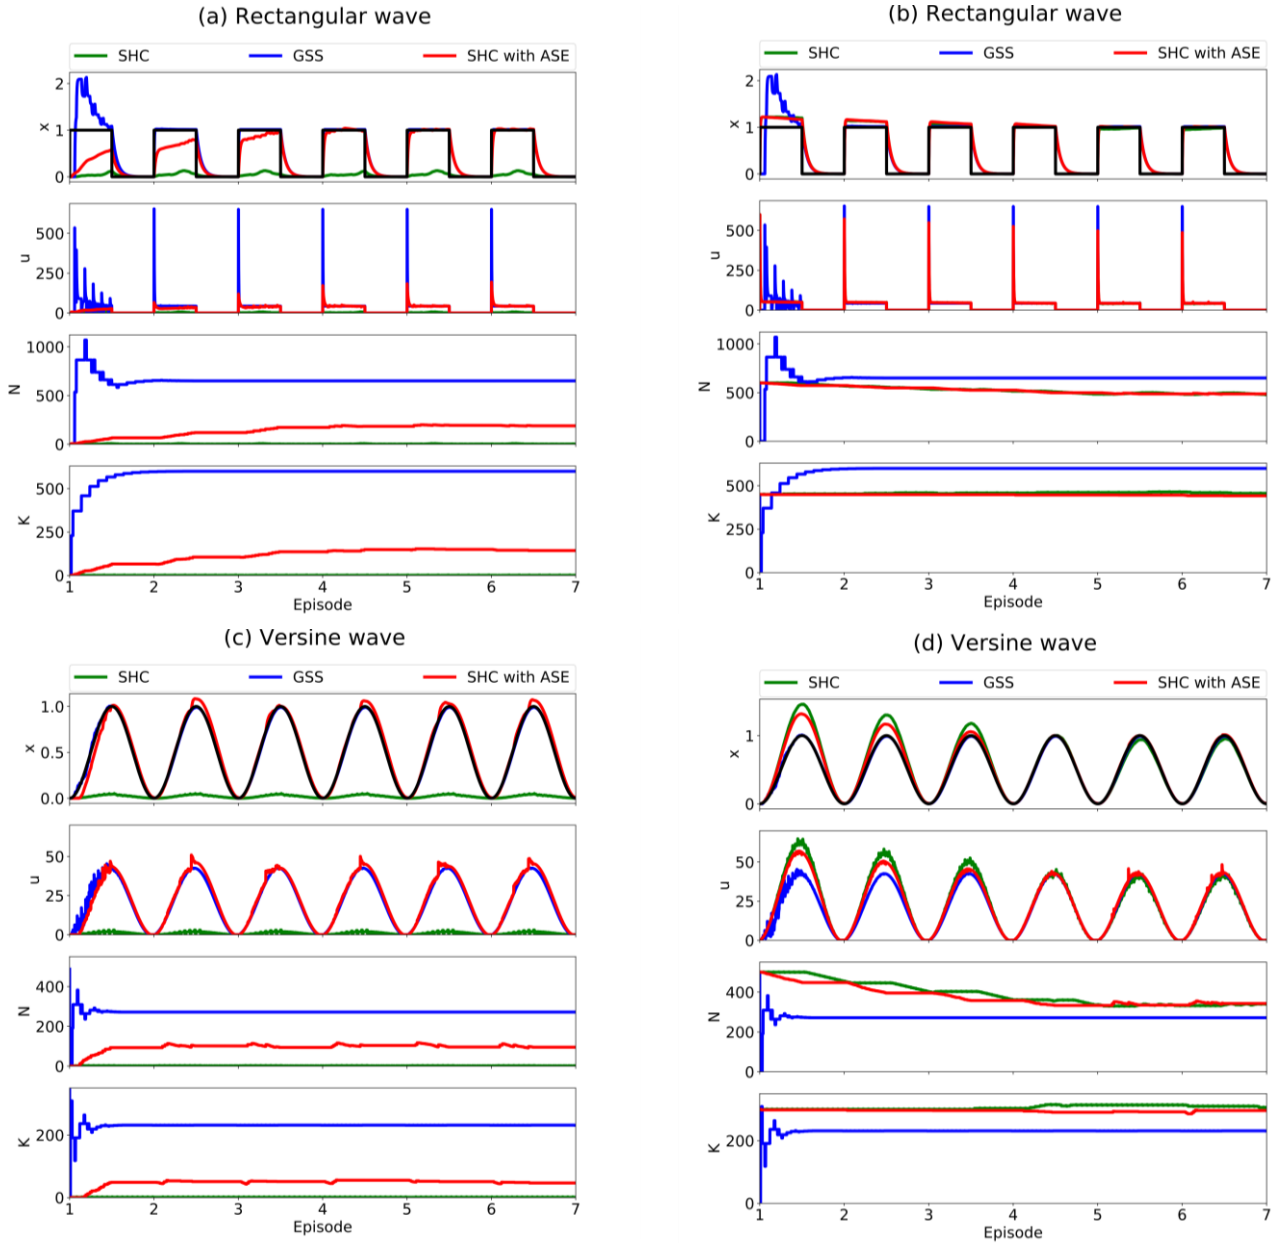 (a) Rectangular wave
SHC GSS SHC with ASE
2
1
0
x
500
250
0
u
1000
500
0
N
500
250
0
K
1 2 3 4 5 6 7
Episode
(b) Rectangular wave
SHC GSS SHC with ASE
2
1
0
x
500
250
0
u
1000
500
0
N
500
250
0
K
1 2 3 4 5 6 7
Episode
(c) Versine wave
SHC GSS SHC with ASE
1.0
0.5
0.0
x
50
25
0
u
400
200
0
N
200
0
K
1 2 3 4 5 6 7
Episode
(d) Versine wave
SHC GSS SHC with ASE
1
0
x
50
25
0
u
400
200
0
N
200
0
K
1 2 3 4 5 6 7
Episode